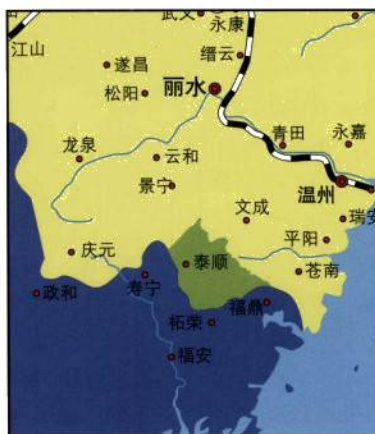 武义
永康
江山
缙云
遂昌
松阳
丽水
龙泉
云和
青田
永嘉
景宁
温州
文成
瑞安
平阳
庆元
泰顺
苍南
政和
寿宁
福鼎
柘荣
福安